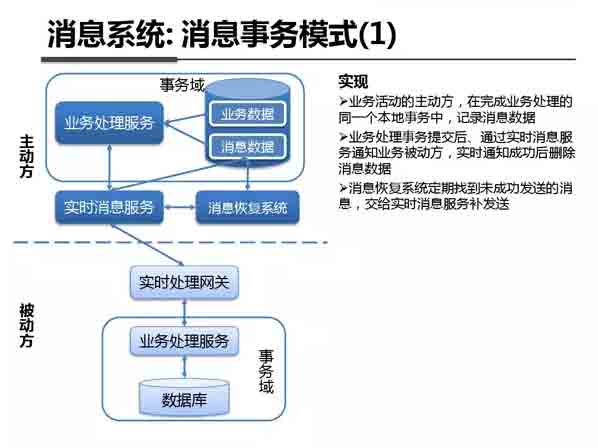 消息系统: 消息事务模式(1)
事务域
业务处理服务
业务数据
消息数据
主动方
实时消息服务
消息恢复系统
实现
➢业务活动的主动方，在完成业务处理的
同一个本地事务中，记录消息数据
➢业务处理事务提交后、通过实时消息服
务通知业务被动方，实时通知成功后删除
消息数据
➢消息恢复系统定期找到未成功发送的消
息，交给实时消息服务补发送
被动方
实时处理网关
业务处理服务
事务域
数据库